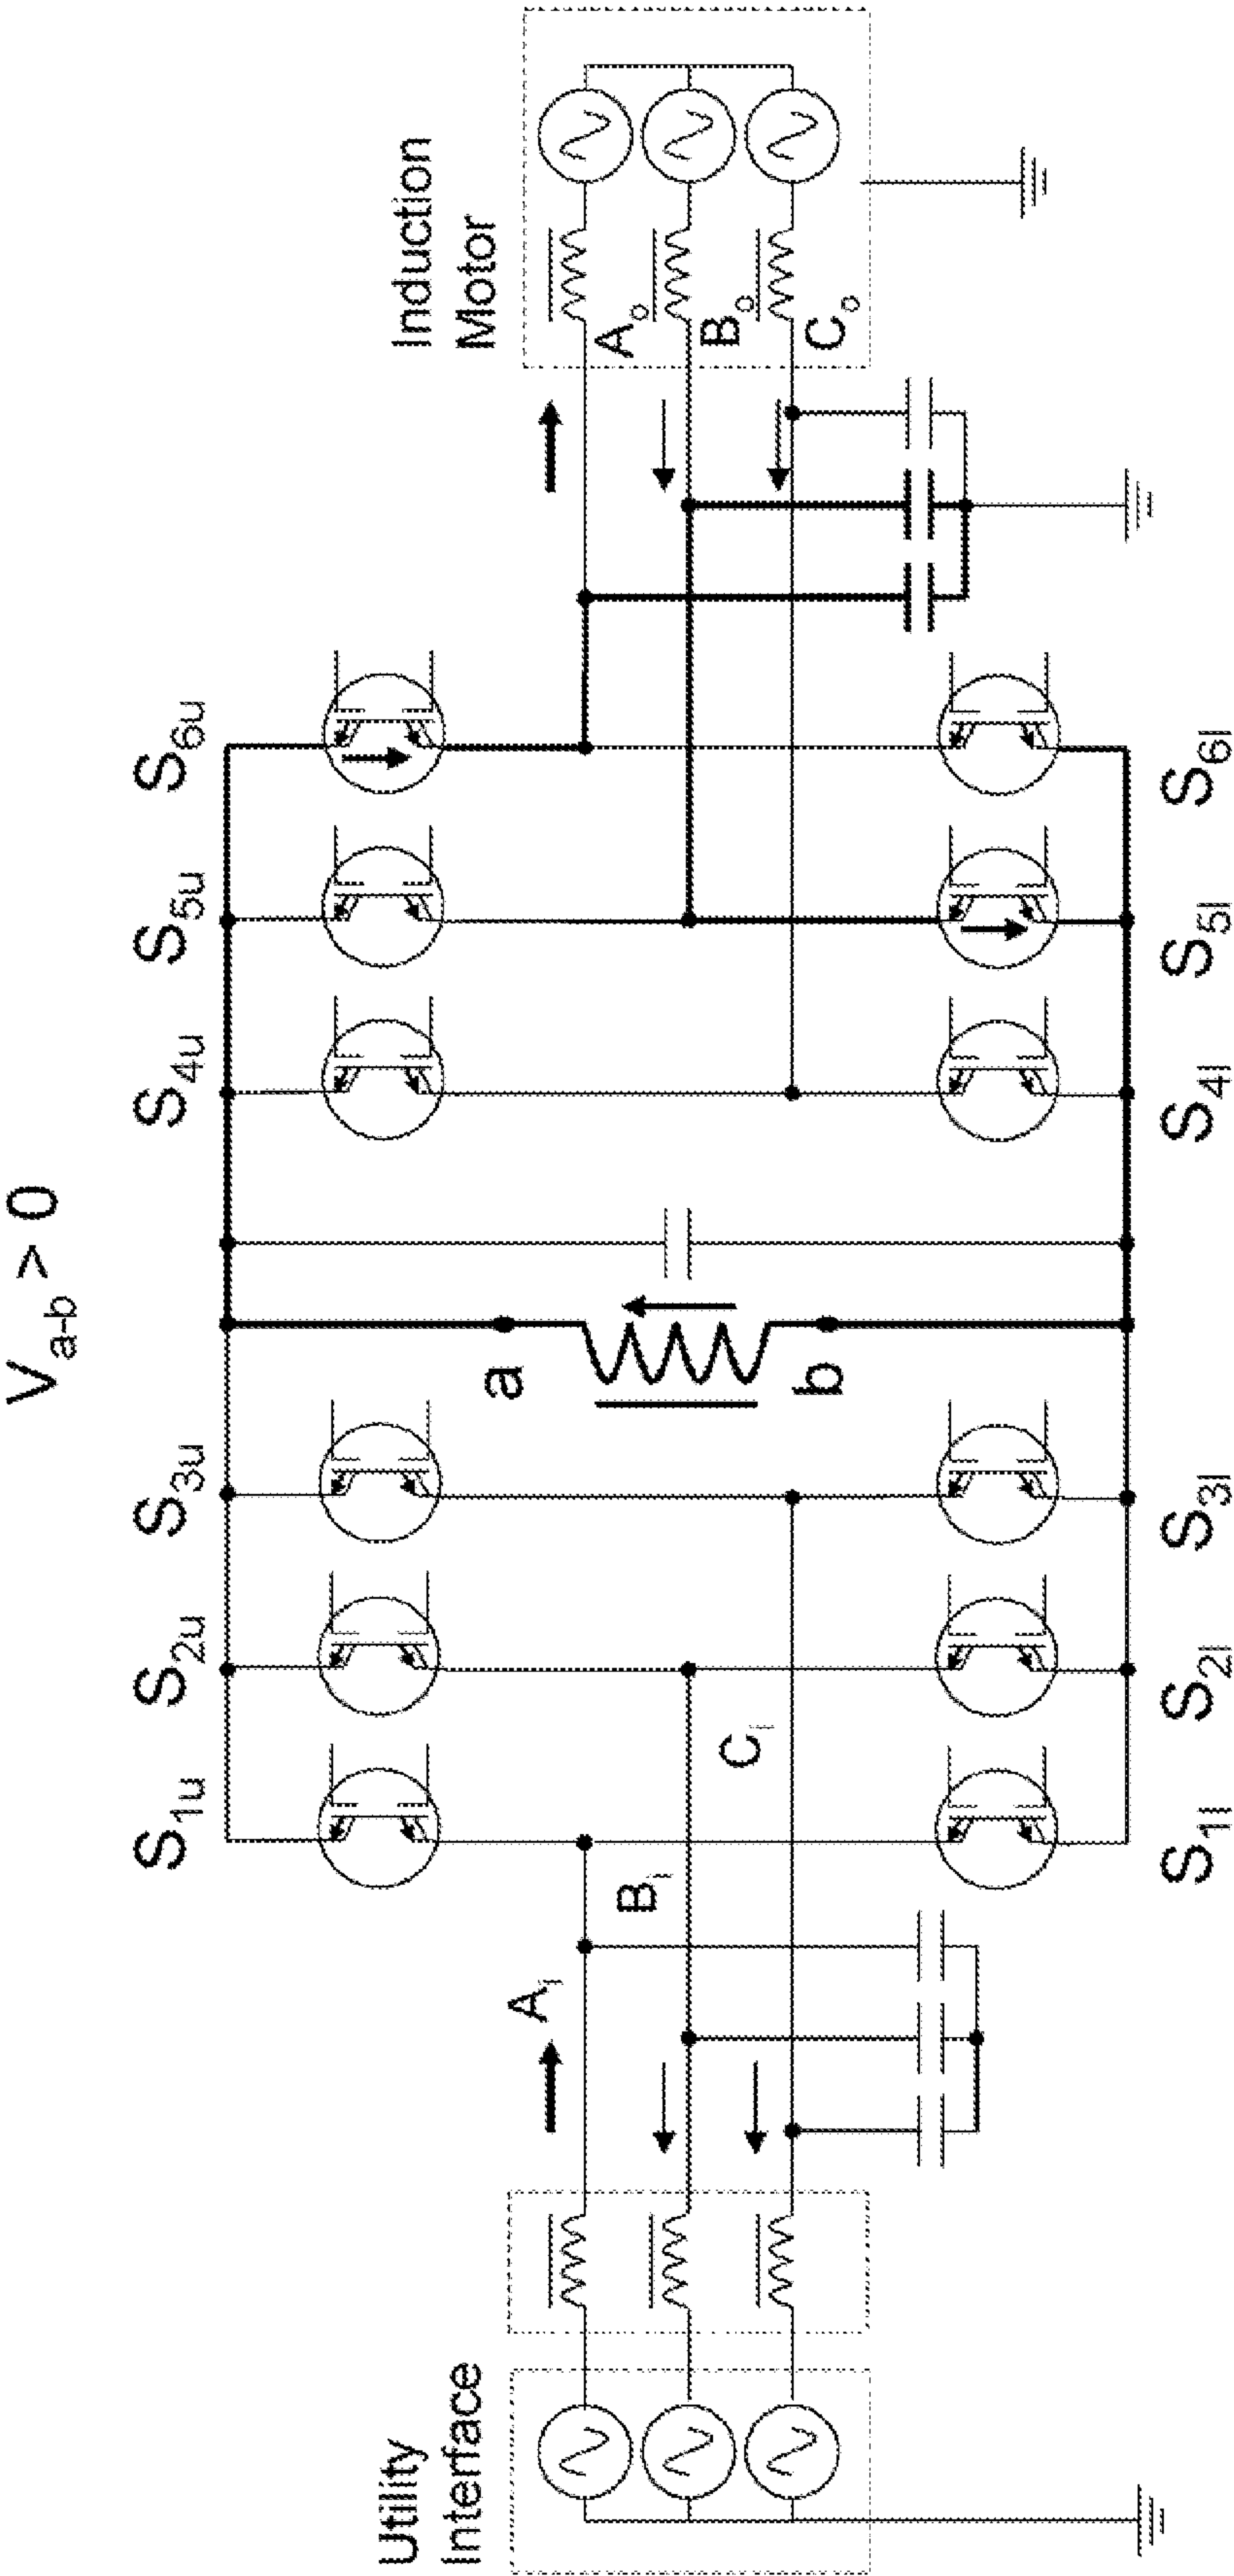 V a-b > 0
S1u
S2u
S3u
S4u
S5u
S6u
Utility
Interface
Induction
Motor
Ai
Bi
Ci
a
b
Ao
Bo
Co
S1l
S2l
S3l
S4l
S5l
S6l